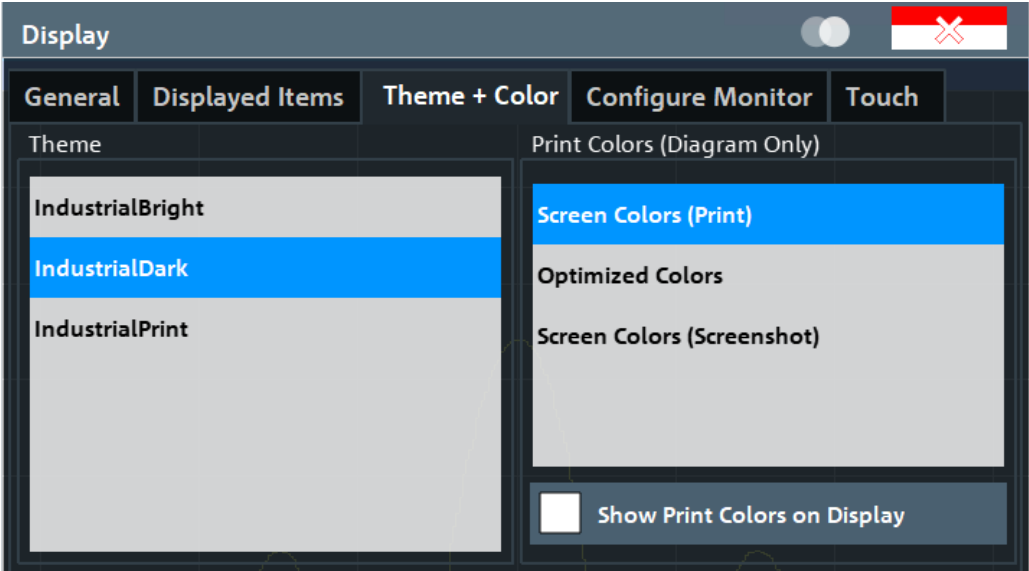 Display
General
Displayed Items
Theme + Color
Configure Monitor
Touch
Theme
Print Colors (Diagram Only)
IndustrialBright
IndustrialDark
IndustrialPrint
Screen Colors (Print)
Optimized Colors
Screen Colors (Screenshot)
Show Print Colors on Display